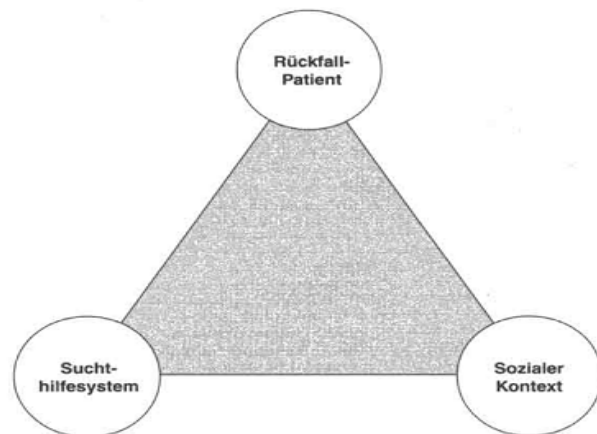 Rückfall-
Patient
Sucht-
hilfesystem
Sozialer
Kontext